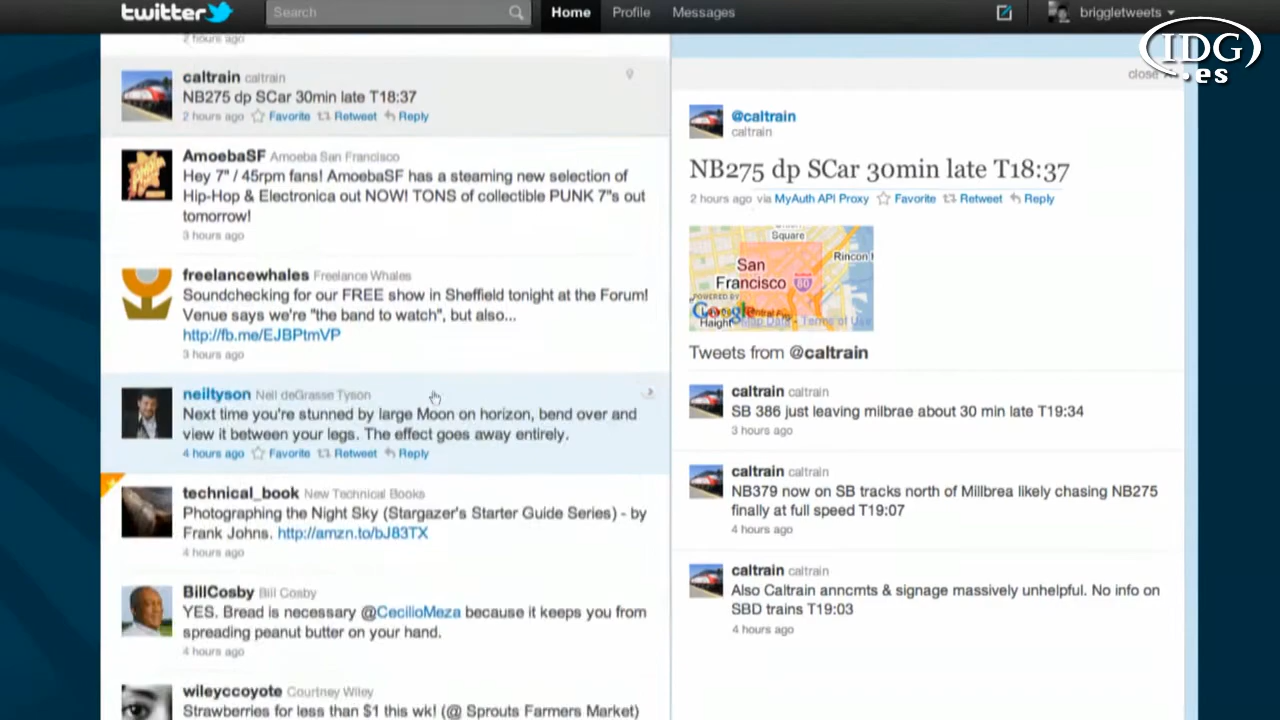 twitter
Search
Home
Profile
Messages
briggletweets
IDG
.es
2 hours ago
caltrain caltrain
NB275 dp SCar 30min late T18:37
2 hours ago Favorite Retweet Reply
AmoebaSF Amoeba San Francisco
Hey 7" / 45rpm fans! AmoebaSF has a steaming new selection of
Hip-Hop & Electronica out NOW! TONS of collectible PUNK 7"s out
tomorrow!
3 hours ago
freelancewhales Freelance Whales
Soundchecking for our FREE show in Sheffield tonight at the Forum!
Venue says we're "the band to watch", but also...
http://fb.me/EJBPtmVP
3 hours ago
neiltyson Neil deGrasse Tyson
Next time you're stunned by large Moon on horizon, bend over and
view it between your legs. The effect goes away entirely.
4 hours ago Favorite Retweet Reply
technical_book New Technical Books
Photographing the Night Sky (Stargazer's Starter Guide Series) - by
Frank Johns. http://amzn.to/bJ83TX
4 hours ago
BillCosby Bill Cosby
YES. Bread is necessary @CecilioMeza because it keeps you from
spreading peanut butter on your hand.
4 hours ago
wileyccoyote Courtney Wiley
Strawberries for less than $1 this wk! (@ Sprouts Farmers Market)
close
@caltrain
caltrain
NB275 dp SCar 30min late T18:37
2 hours ago via MyAuth API Proxy Favorite Retweet Reply
Square
San
Francisco
80
Rincon
POWERED BY
Google
Haight
Map Data - Terms of Use
Tweets from @caltrain
caltrain caltrain
SB 386 just leaving milbrae about 30 min late T19:34
3 hours ago
caltrain caltrain
NB379 now on SB tracks north of Millbrea likely chasing NB275
finally at full speed T19:07
4 hours ago
caltrain caltrain
Also Caltrain anncmts & signage massively unhelpful. No info on
SBD trains T19:03
4 hours ago